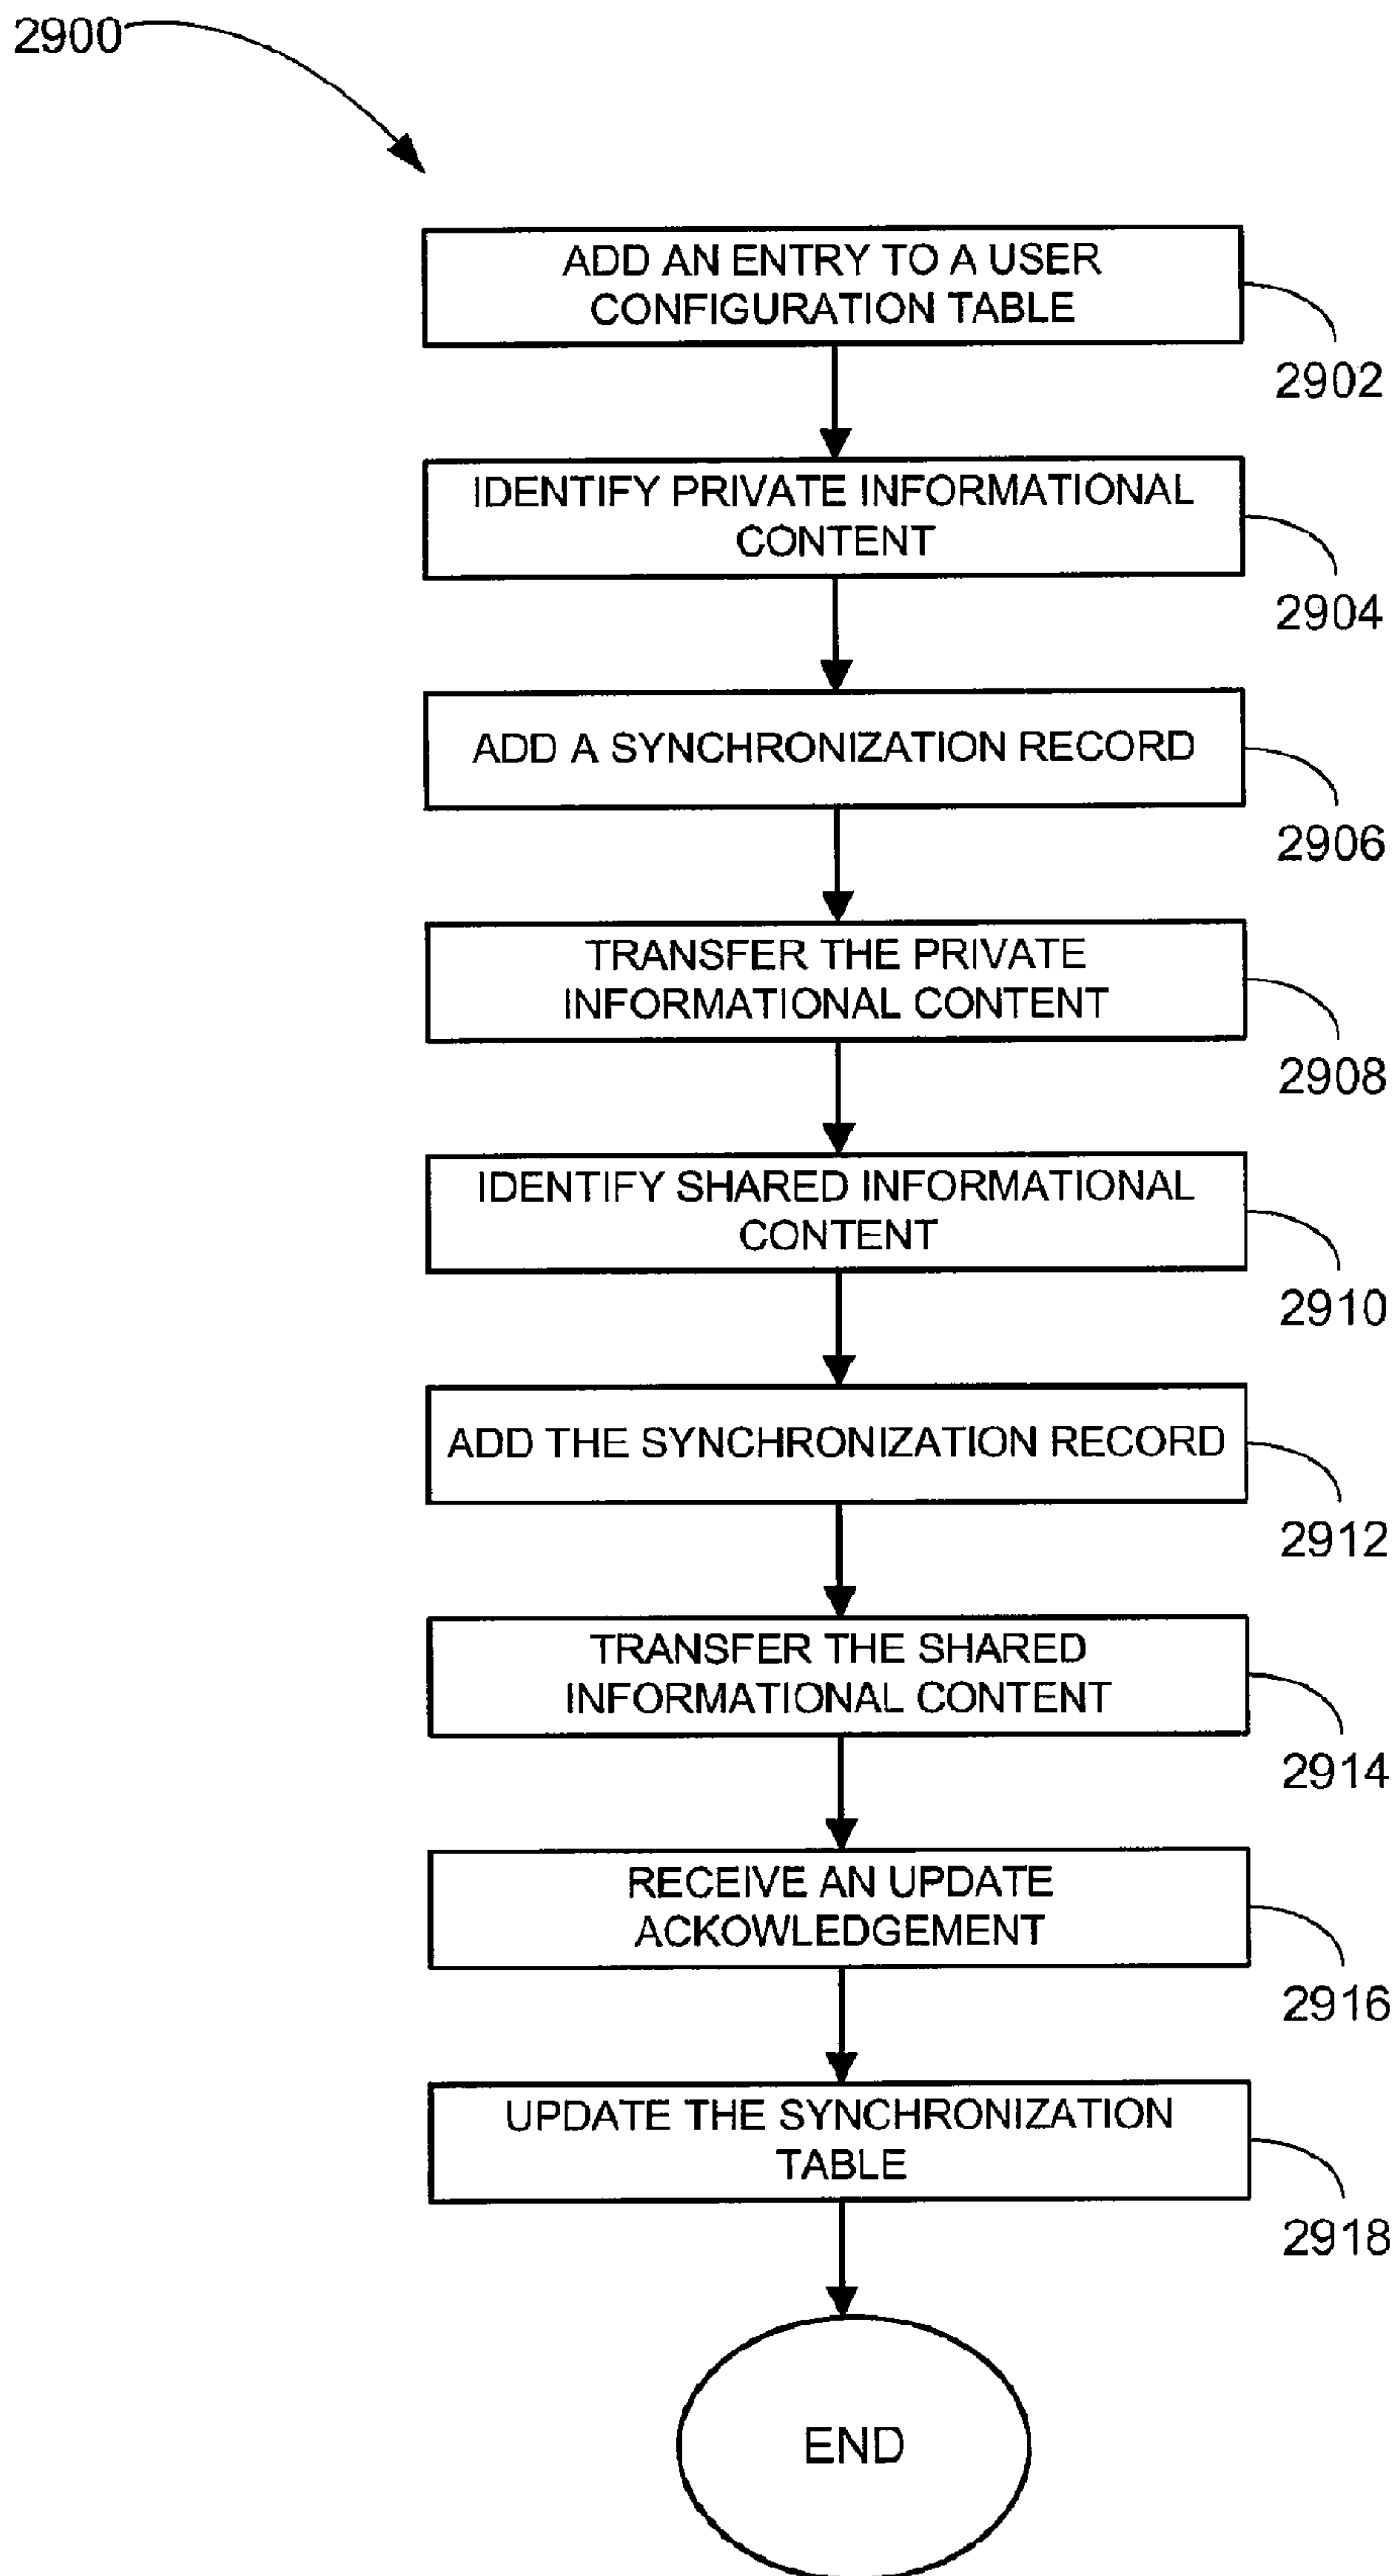 2900
ADD AN ENTRY TO A USER
CONFIGURATION TABLE
2902
IDENTIFY PRIVATE INFORMATIONAL
CONTENT
2904
ADD A SYNCHRONIZATION RECORD
2906
TRANSFER THE PRIVATE
INFORMATIONAL CONTENT
2908
IDENTIFY SHARED INFORMATIONAL
CONTENT
2910
ADD THE SYNCHRONIZATION RECORD
2912
TRANSFER THE SHARED
INFORMATIONAL CONTENT
2914
RECEIVE AN UPDATE
ACKOWLEDGEMENT
2916
UPDATE THE SYNCHRONIZATION
TABLE
2918
END